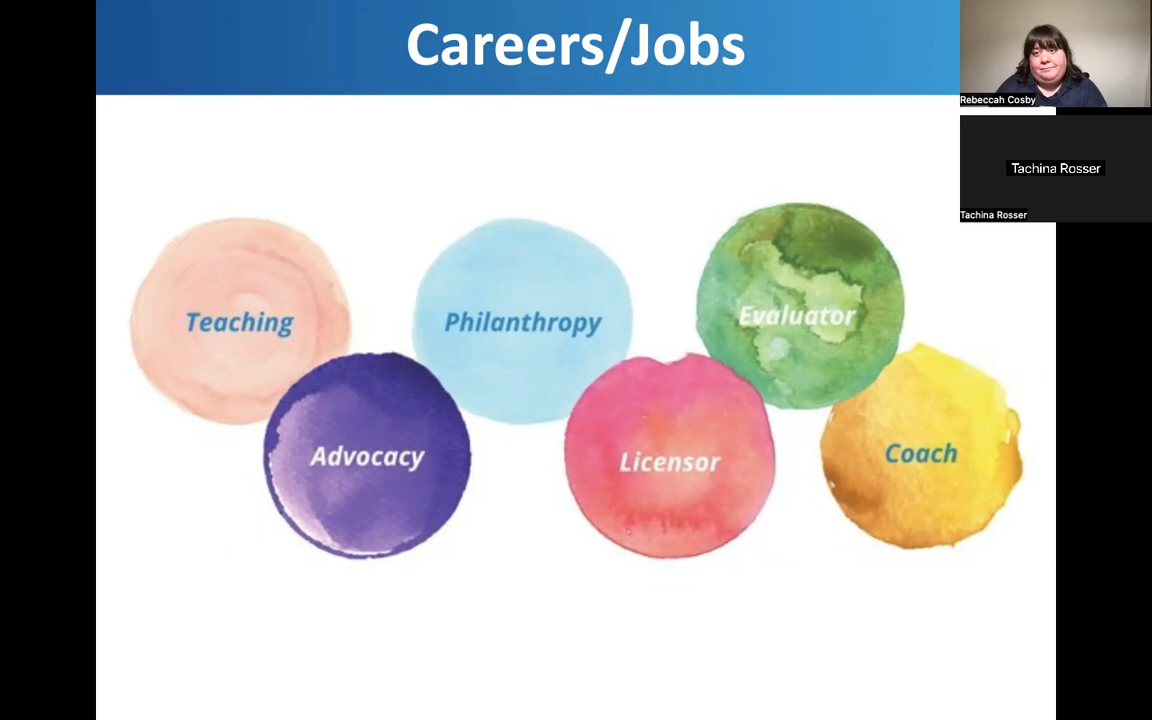 Careers/Jobs
Rebeccah Cosby
Tachina Rosser
Tachina Rosser
Teaching
Philanthropy
Evaluator
Advocacy
Licensor
Coach